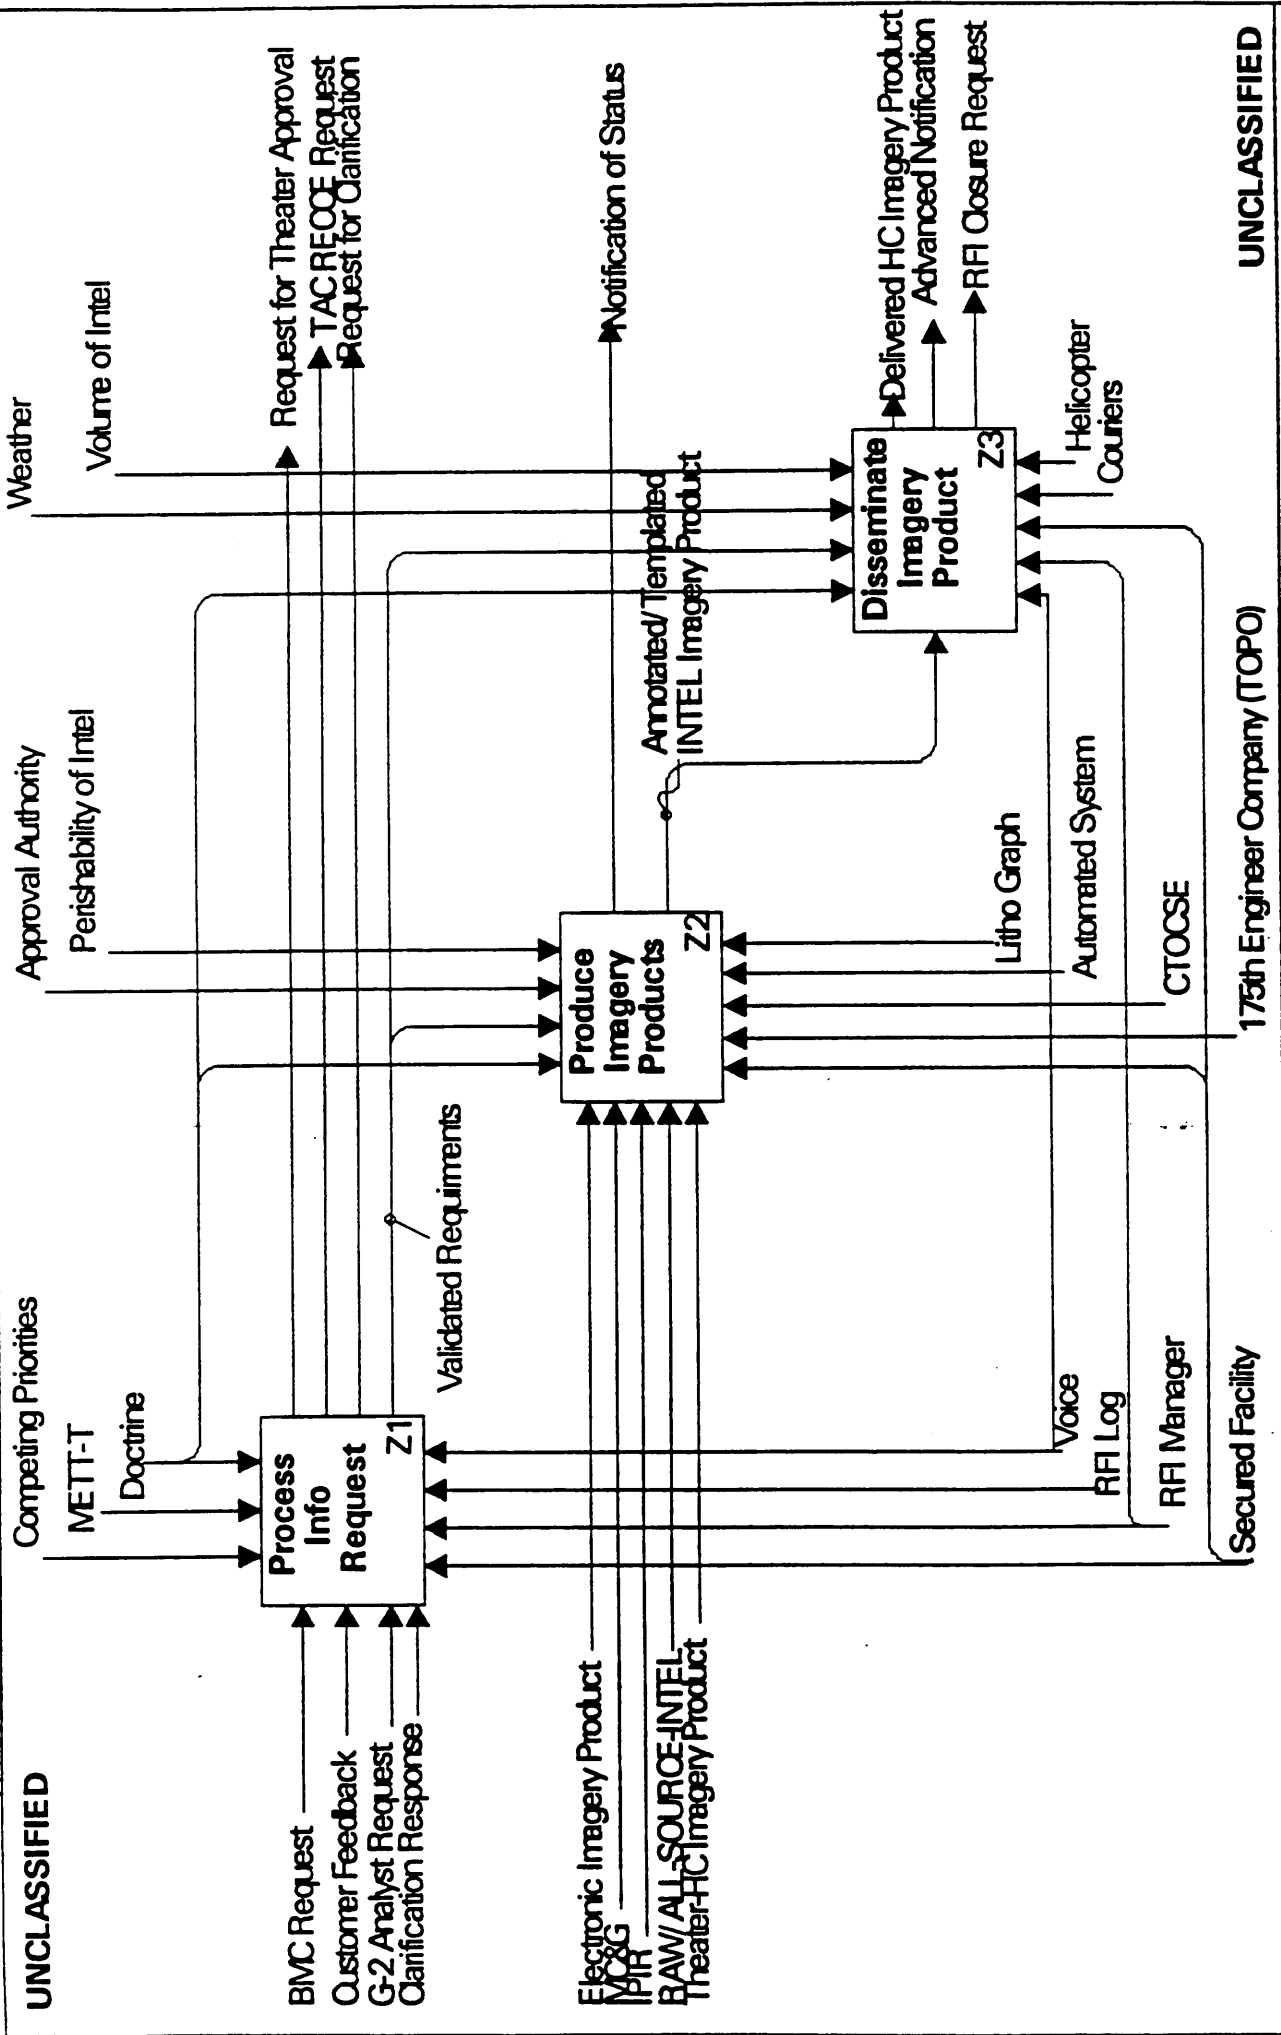 UNCLASSIFIED
Competing Priorities
METT-T
Doctrine
Approval Authority
Perishability of Intel
Weather
Volume of Intel
BMC Request
Customer Feedback
G-2 Analyst Request
Clarification Response
Process
Info
Request
Z1
Request for Theater Approval
TAC RECCE Request
Request for Clarification
Validated Requirments
Electronic Imagery Product
MC&G
IPIR
RAW/ALL-SOURCE-INTEL
Theater-HC Imagery Product
Produce
Imagery
Products
Z2
Notification of Status
Annotated/Templated
INTEL Imagery Product
Disseminate
Imagery
Product
Z3
Delivered HC Imagery Product
Advanced Notification
RFI Closure Request
Voice
RFI Log
RFI Manager
Secured Facility
Litho Graph
Automated System
CTOCSE
175th Engineer Company (TOPO)
Helicopter
Couriers
UNCLASSIFIED